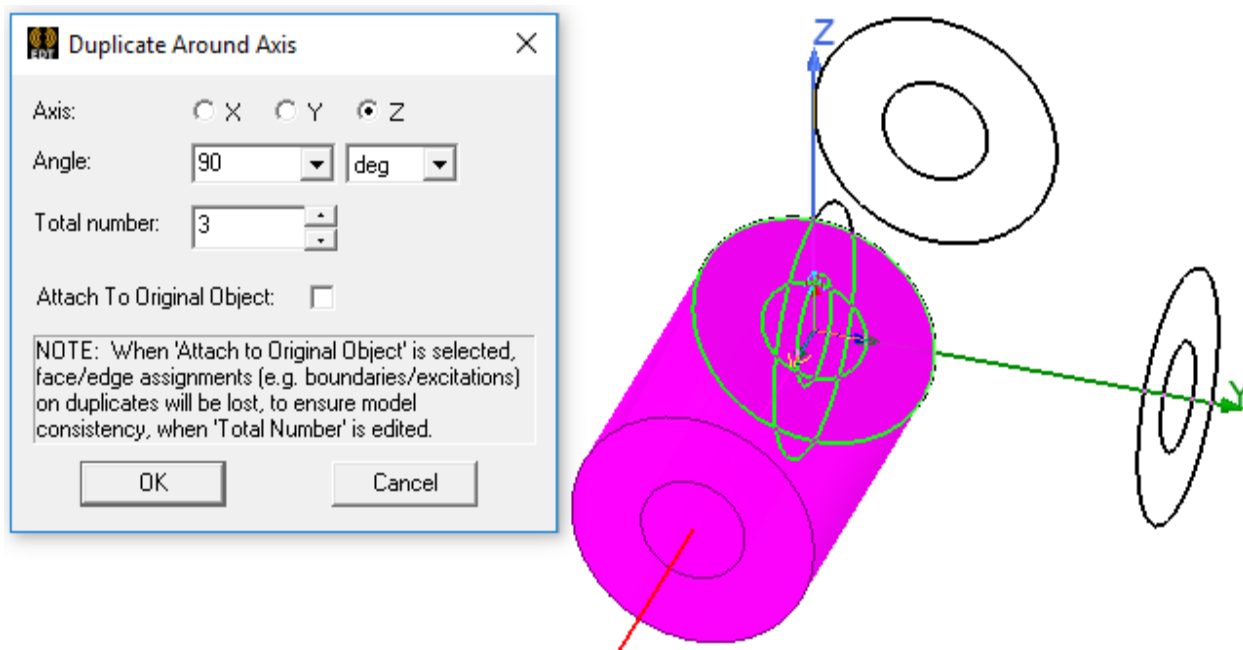 EDT
Duplicate Around Axis
Axis: X Y Z
Angle: 90 deg
Total number: 3
Attach To Original Object:
NOTE: When 'Attach to Original Object' is selected,
face/edge assignments (e.g. boundaries/excitations)
on duplicates will be lost, to ensure model
consistency, when 'Total Number' is edited.
OK Cancel
Z
Y